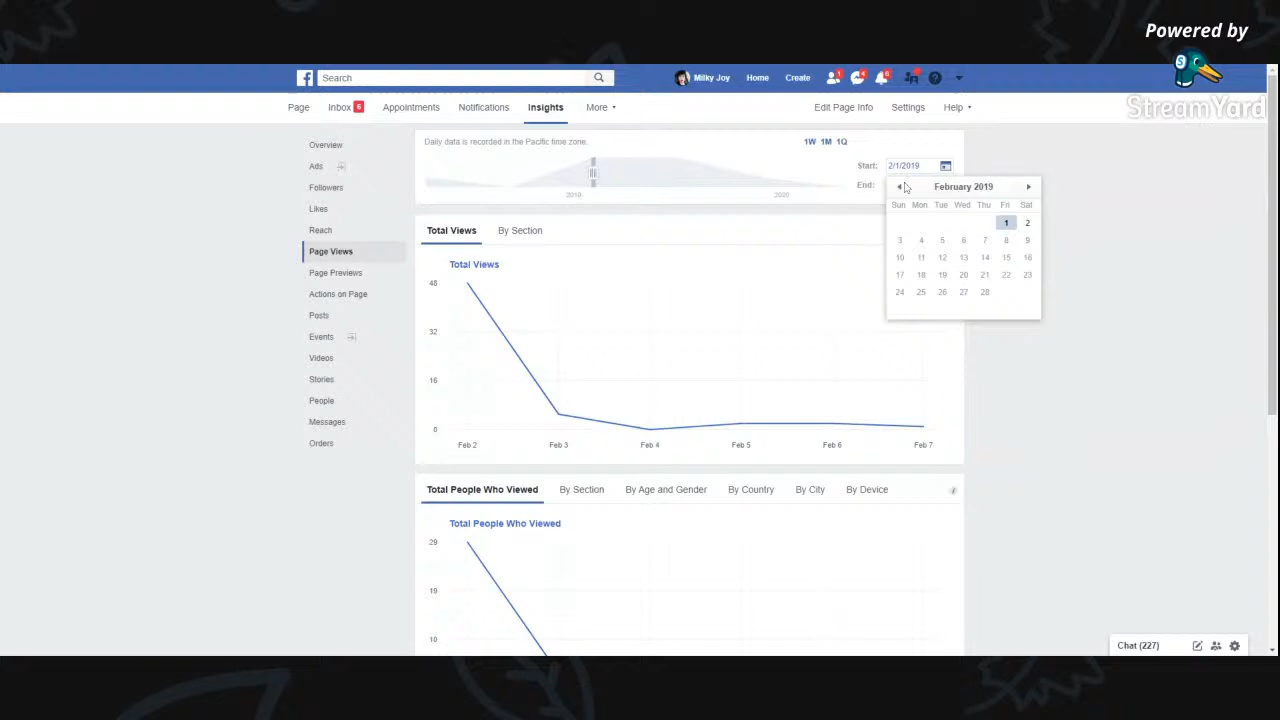 Powered by
StreamYard
Search
Milky Joy Home Create 1 4 6
Page Inbox 6 Appointments Notifications Insights More Edit Page Info Settings Help
Overview
Ads
Followers
Likes
Reach
Page Views
Page Previews
Actions on Page
Posts
Events
Videos
Stories
People
Messages
Orders
Daily data is recorded in the Pacific time zone.
1W 1M 1Q
2019 2020
Start: 2/1/2019
End:
February 2019
Sun Mon Tue Wed Thu Fri Sat
1 2
3 4 5 6 7 8 9
10 11 12 13 14 15 16
17 18 19 20 21 22 23
24 25 26 27 28
Total Views By Section
Total Views
48
32
16
0
Feb 2 Feb 3 Feb 4 Feb 5 Feb 6 Feb 7
Total People Who Viewed By Section By Age and Gender By Country By City By Device
Total People Who Viewed
29
19
10
Chat (227)